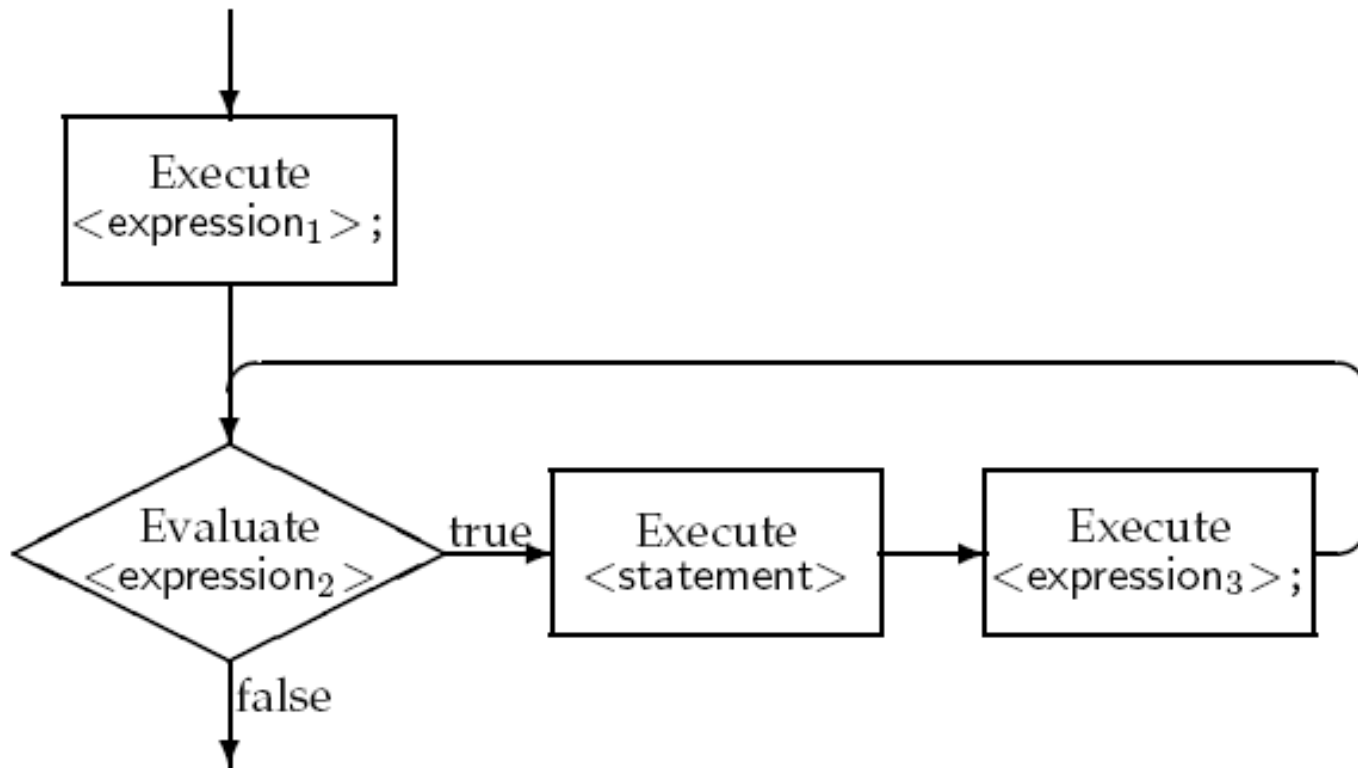 Execute
<expression₁>;
Evaluate
<expression₂>
true
Execute
<statement>
Execute
<expression₃>;
false